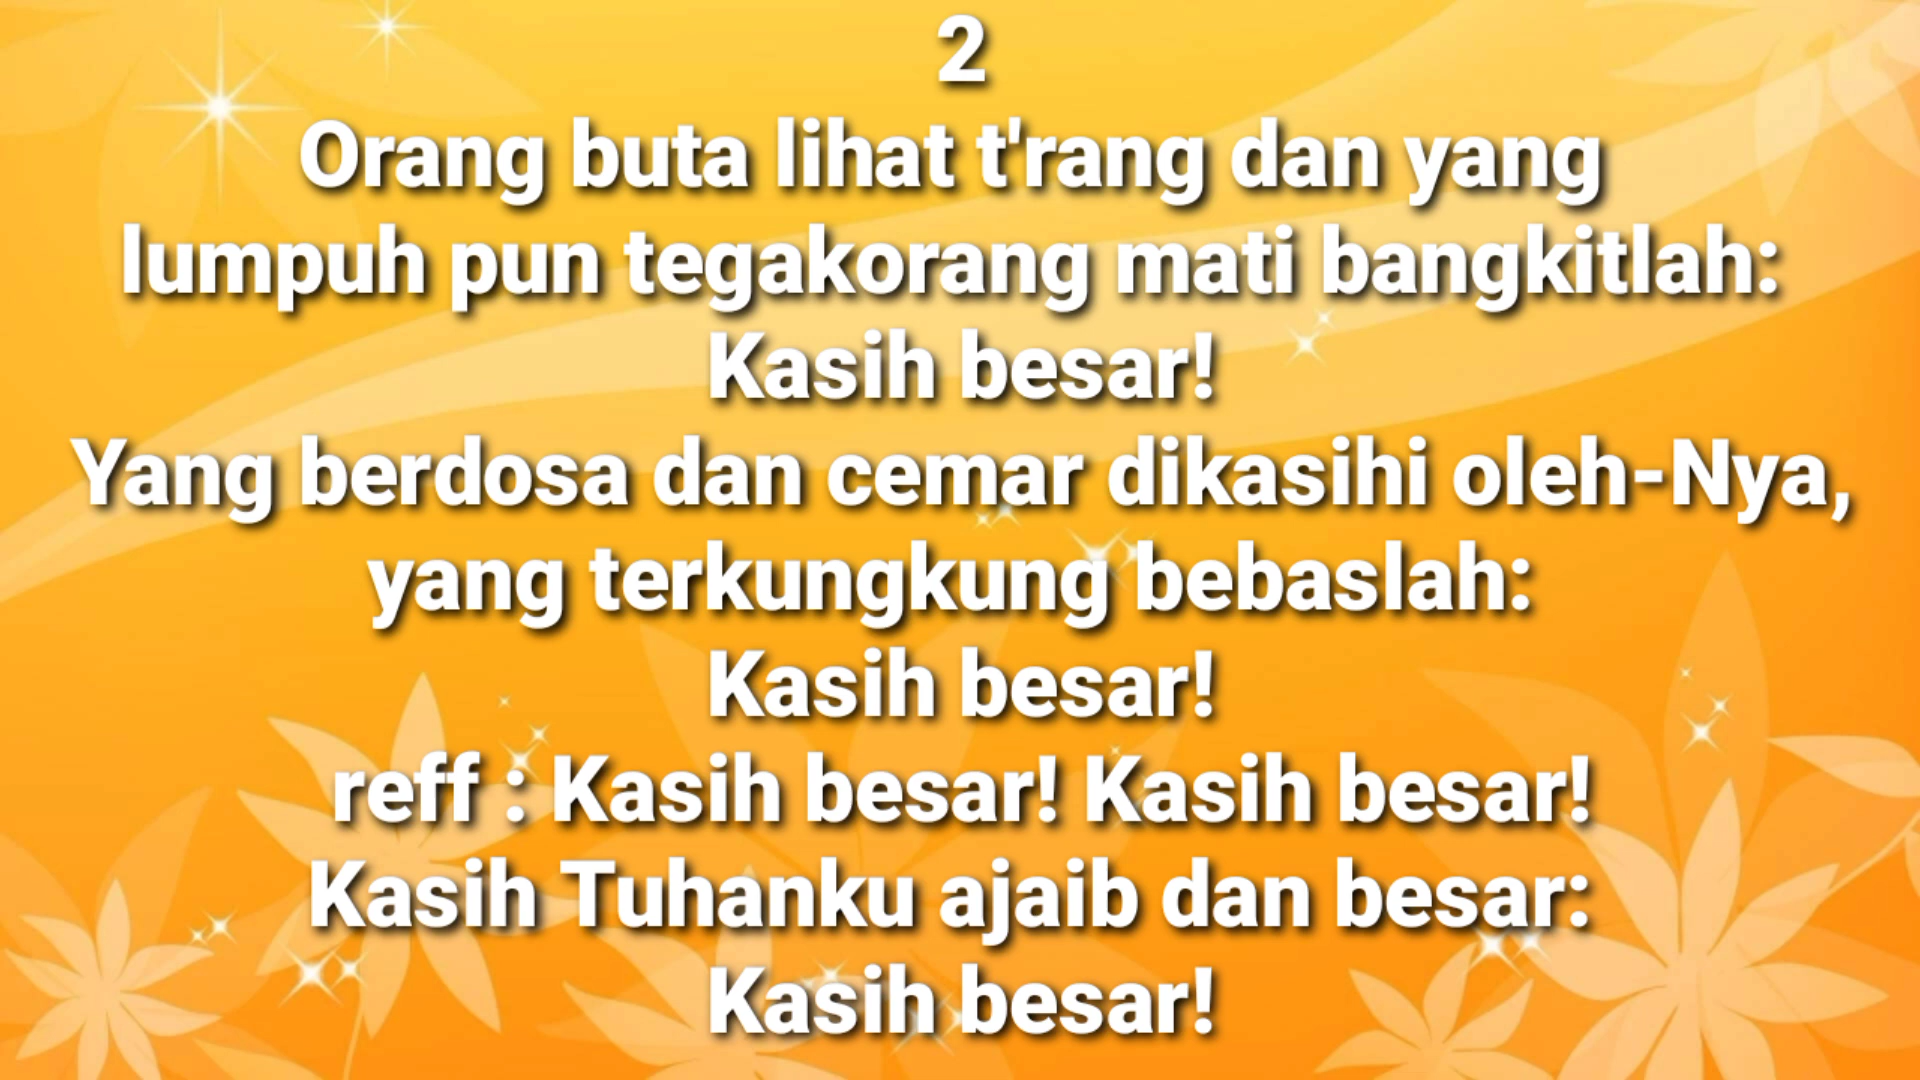 2
Orang buta lihat t'rang dan yang
lumpuh pun tegakorang mati bangkitlah:
Kasih besar!
Yang berdosa dan cemar dikasihi oleh-Nya,
yang terkungkung bebaslah:
Kasih besar!
reff : Kasih besar! Kasih besar!
Kasih Tuhanku ajaib dan besar:
Kasih besar!